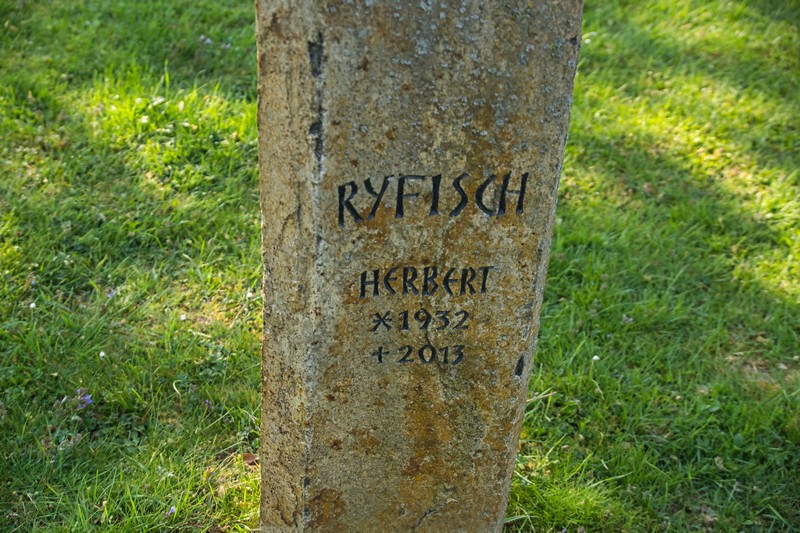 RYFISCH
HERBERT
* 1932
+ 2013